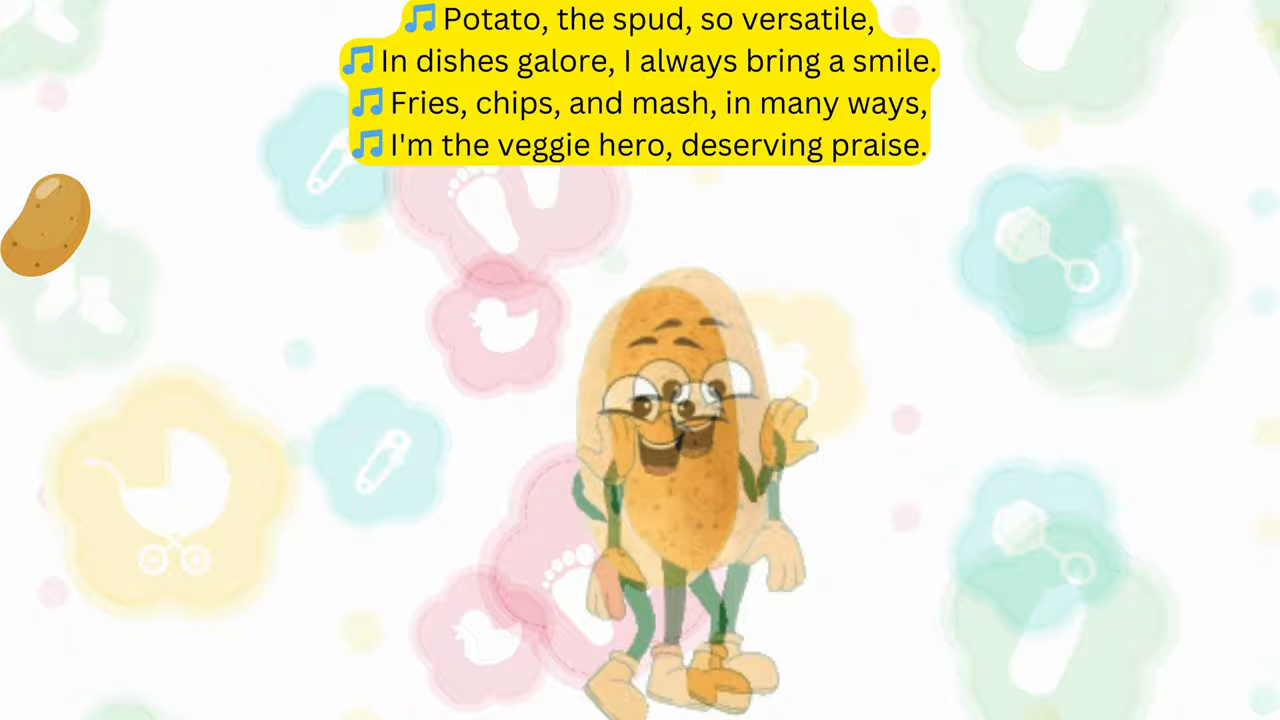 🎵 Potato, the spud, so versatile,
🎵 In dishes galore, I always bring a smile.
🎵 Fries, chips, and mash, in many ways,
🎵 I'm the veggie hero, deserving praise.